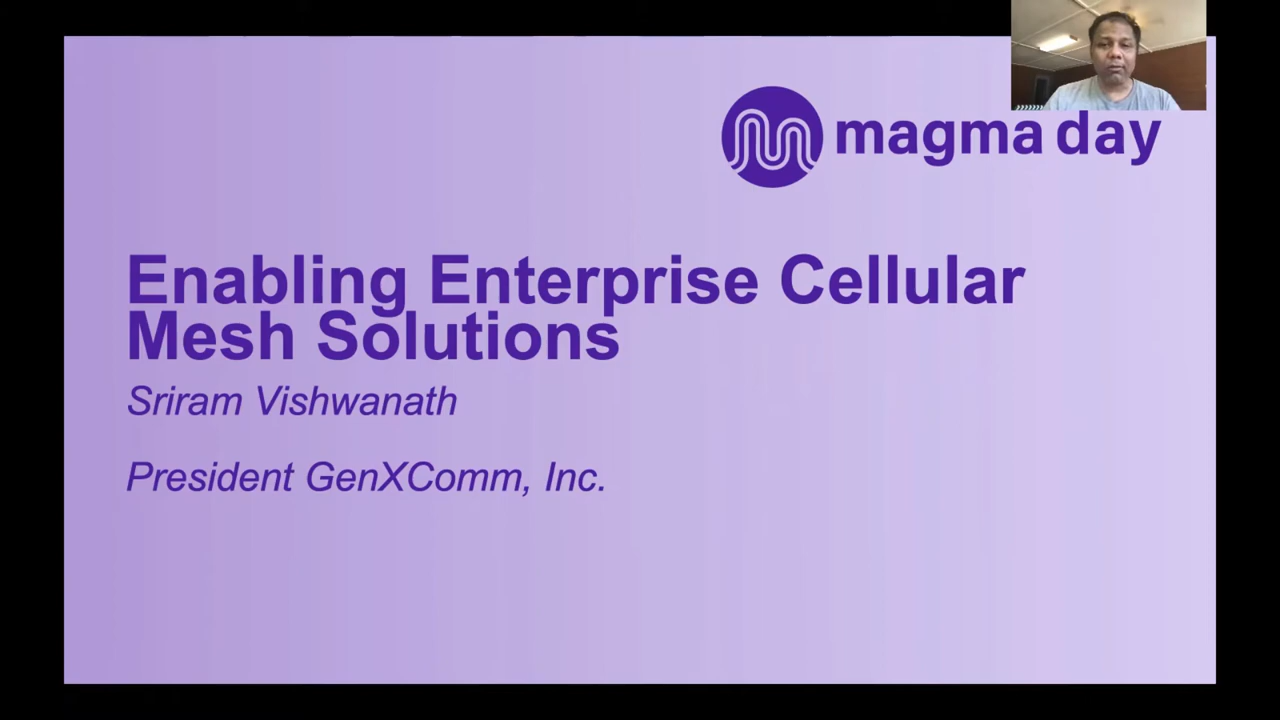 magma day
Enabling Enterprise Cellular
Mesh Solutions
Sriram Vishwanath
President GenXComm, Inc.